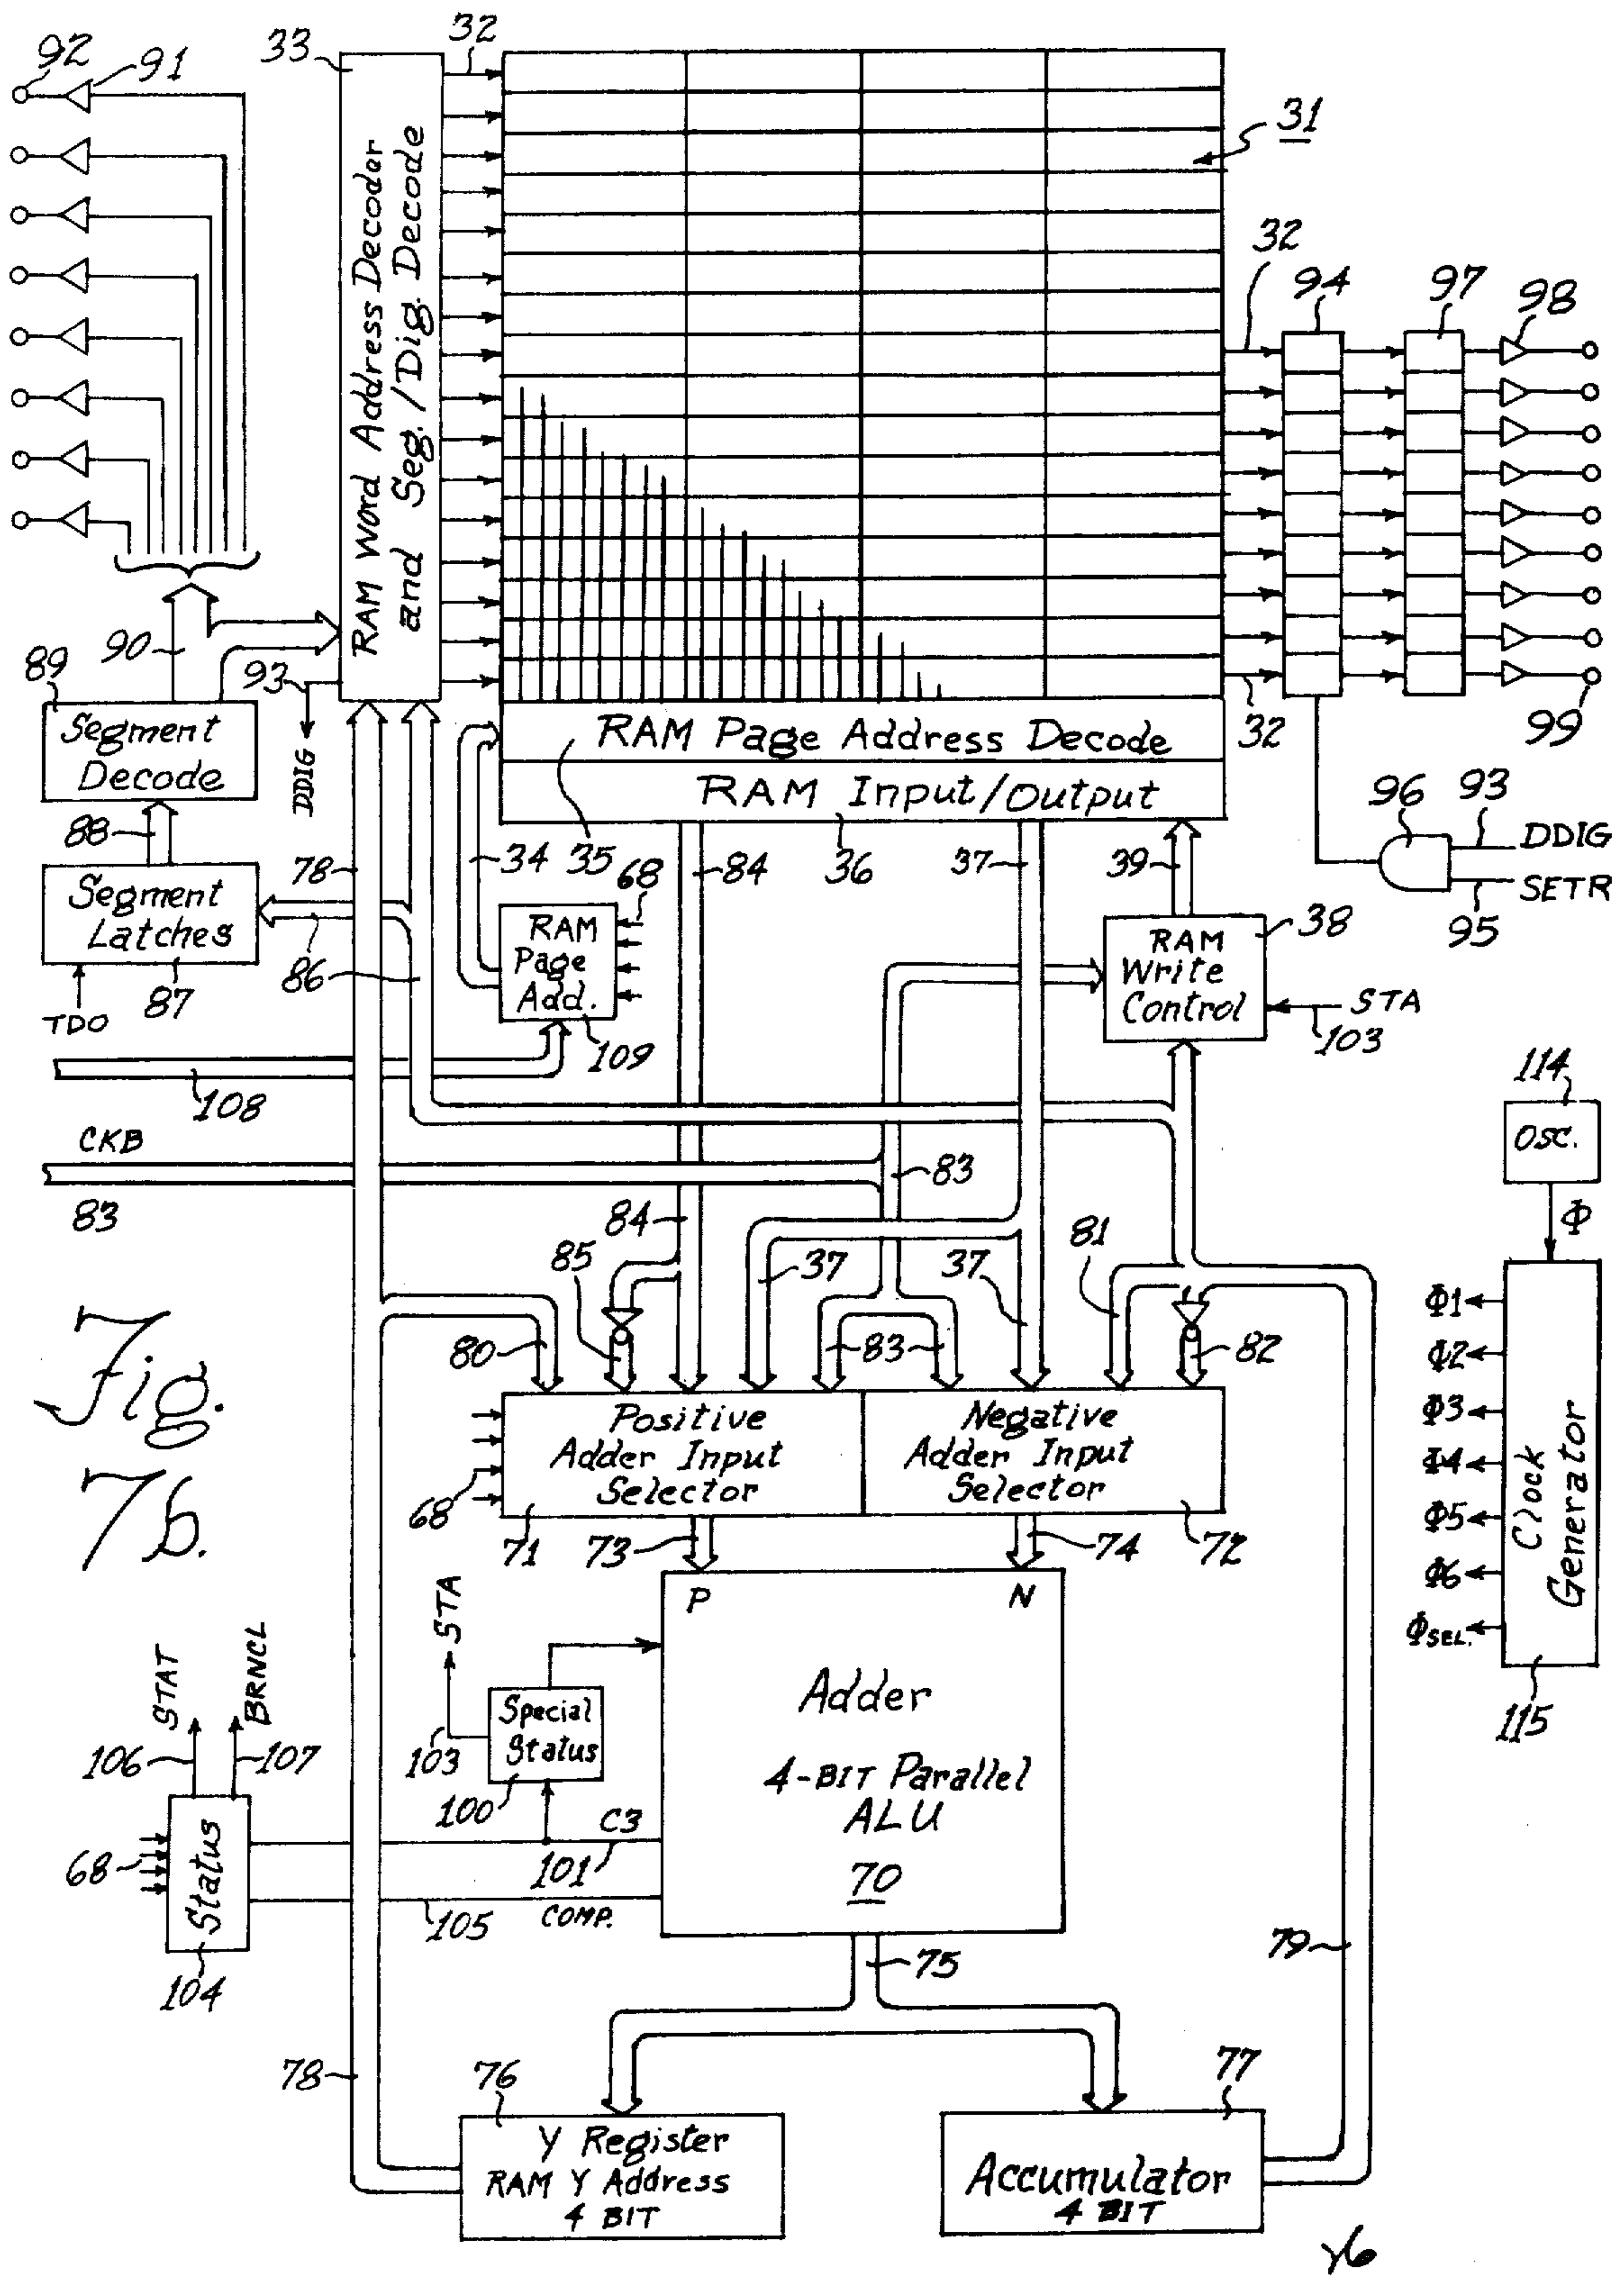 92
91
33
32
RAM Word Address Decoder
and Seg./Dig. Decode
31
32
94
97
98
89
90
93
DDIG
Segment
Decode
88
Segment
Latches
TDO
87
78
86
RAM Page Address Decode
RAM Input/Output
34
35
84
36
37
39
32
99
96
93
DDIG
SETR
95
68
RAM
Page
Add.
109
38
RAM
Write
Control
STA
103
108
CKB
83
83
84
85
37
37
81
80
83
82
114
Osc.
Φ
Φ1
Φ2
Φ3
Φ4
Φ5
Φ6
ΦSEL.
Clock
Generator
115
Fig.
7b.
Positive
Adder Input
Selector
Negative
Adder Input
Selector
68
71
73
74
72
P
N
STA
STAT
BRNCL
106
107
103
Special
Status
100
Adder
4-BIT Parallel
ALU
70
C3
101
68
Status
104
105
COMP.
75
79
78
76
77
Y Register
RAM Y Address
4 BIT
Accumulator
4 BIT